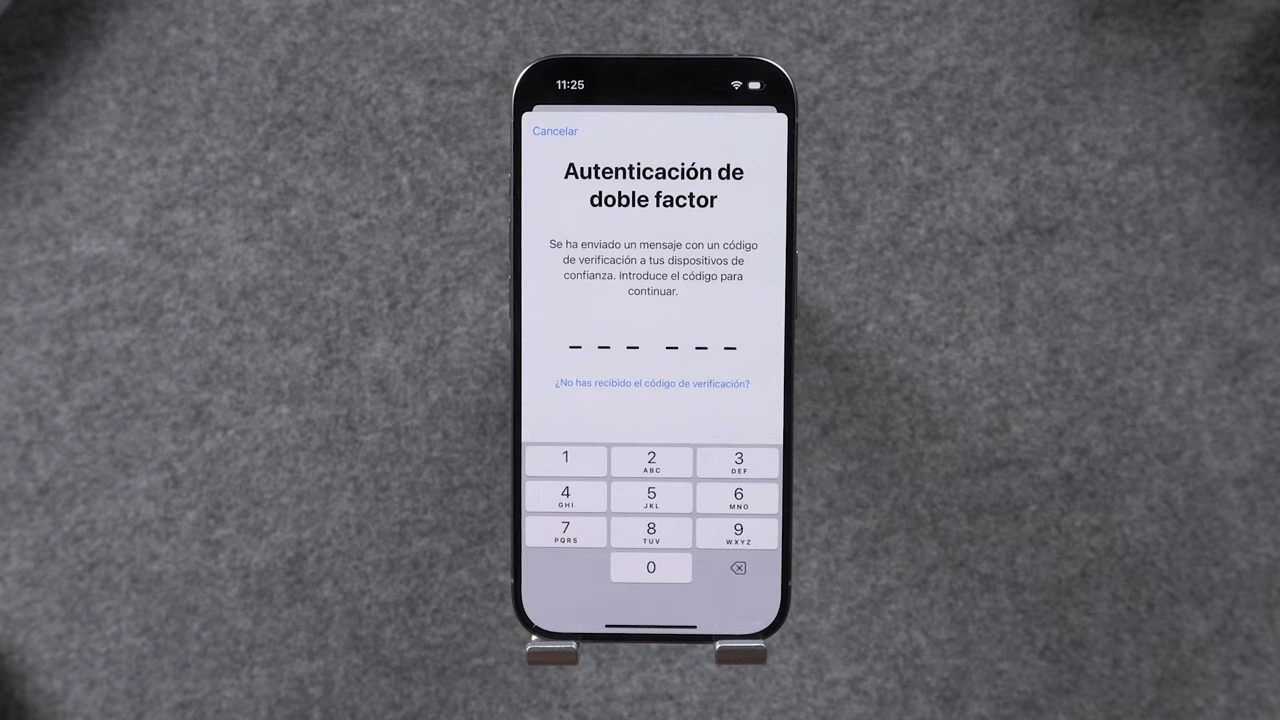 11:25
Cancelar
Autenticación de
doble factor
Se ha enviado un mensaje con un código
de verificación a tus dispositivos de
confianza. Introduce el código para
continuar.
¿No has recibido el código de verificación?
1
2
ABC
3
DEF
4
GHI
5
JKL
6
MNO
7
PQRS
8
TUV
9
WXYZ
0